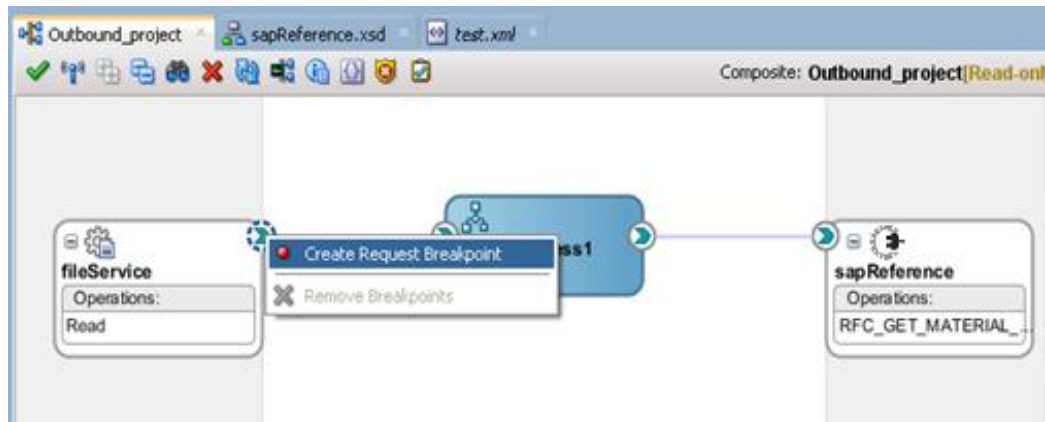 Outbound_project sapReference.xsd test.xml
Composite: Outbound_project[Read-onl
fileService
Operations:
Read
Create Request Breakpoint
Remove Breakpoints
ss1
sapReference
Operations:
RFC_GET_MATERIAL_...